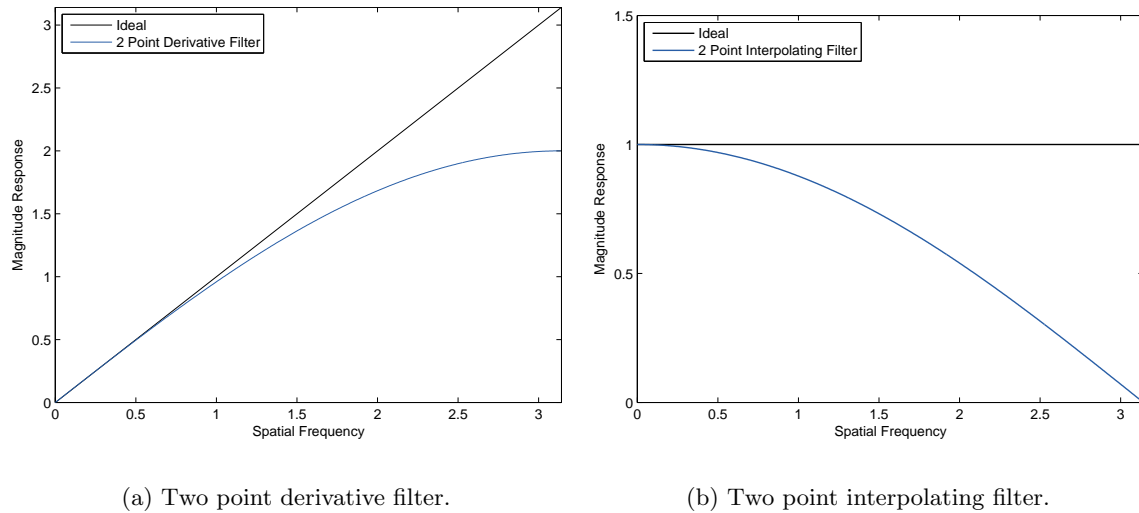 3
2.5
2
1.5
1
0.5
0
0
0.5
1
1.5
2
2.5
3
Magnitude Response
Spatial Frequency
Ideal
2 Point Derivative Filter
(a) Two point derivative filter.
1.5
1
0.5
0
0
0.5
1
1.5
2
2.5
3
Magnitude Response
Spatial Frequency
Ideal
2 Point Interpolating Filter
(b) Two point interpolating filter.